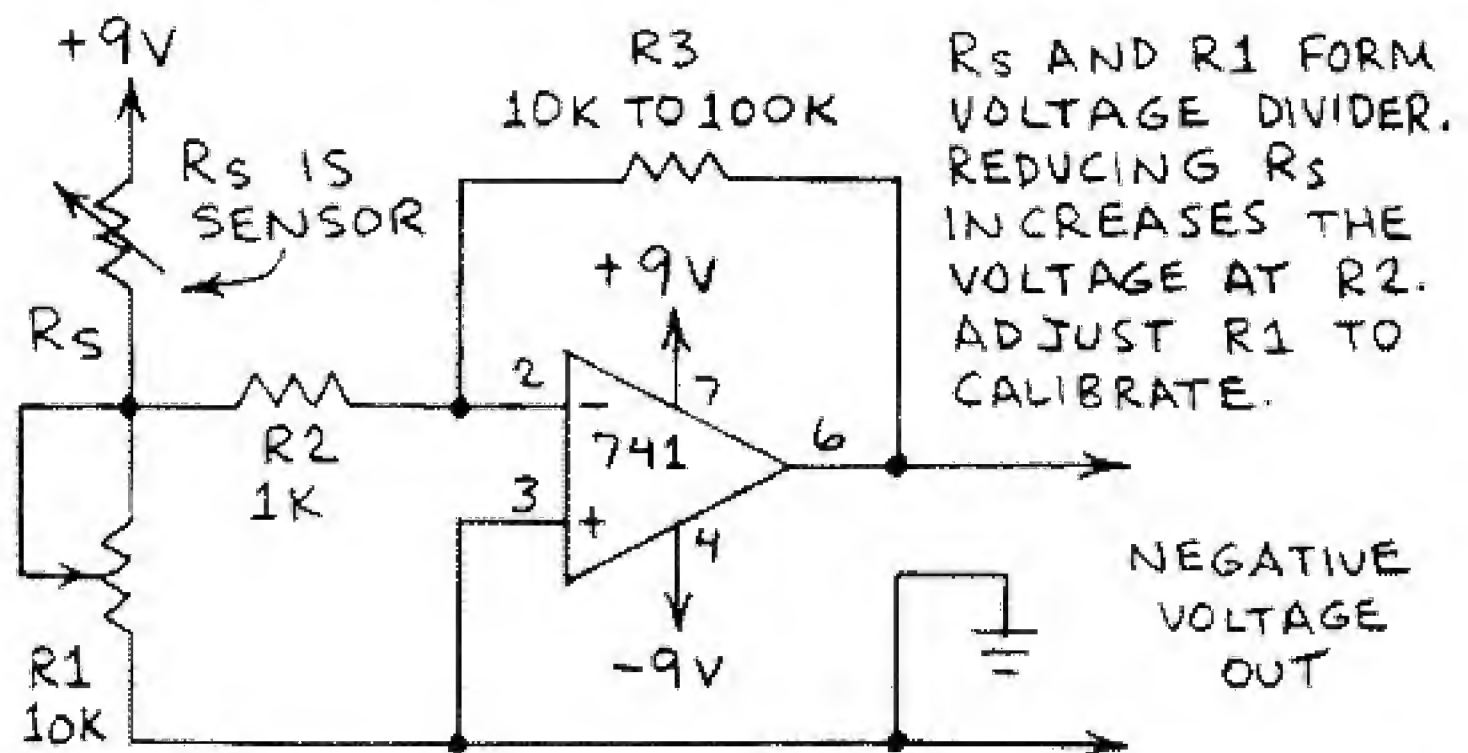 +9V
RS IS
SENSOR
RS
R3
10K TO 100K
+9V
2
-
7
741
6
3
+
4
-9V
R2
1K
R1
10K
RS AND R1 FORM
VOLTAGE DIVIDER.
REDUCING RS
INCREASES THE
VOLTAGE AT R2.
ADJUST R1 TO
CALIBRATE.
NEGATIVE
VOLTAGE
OUT